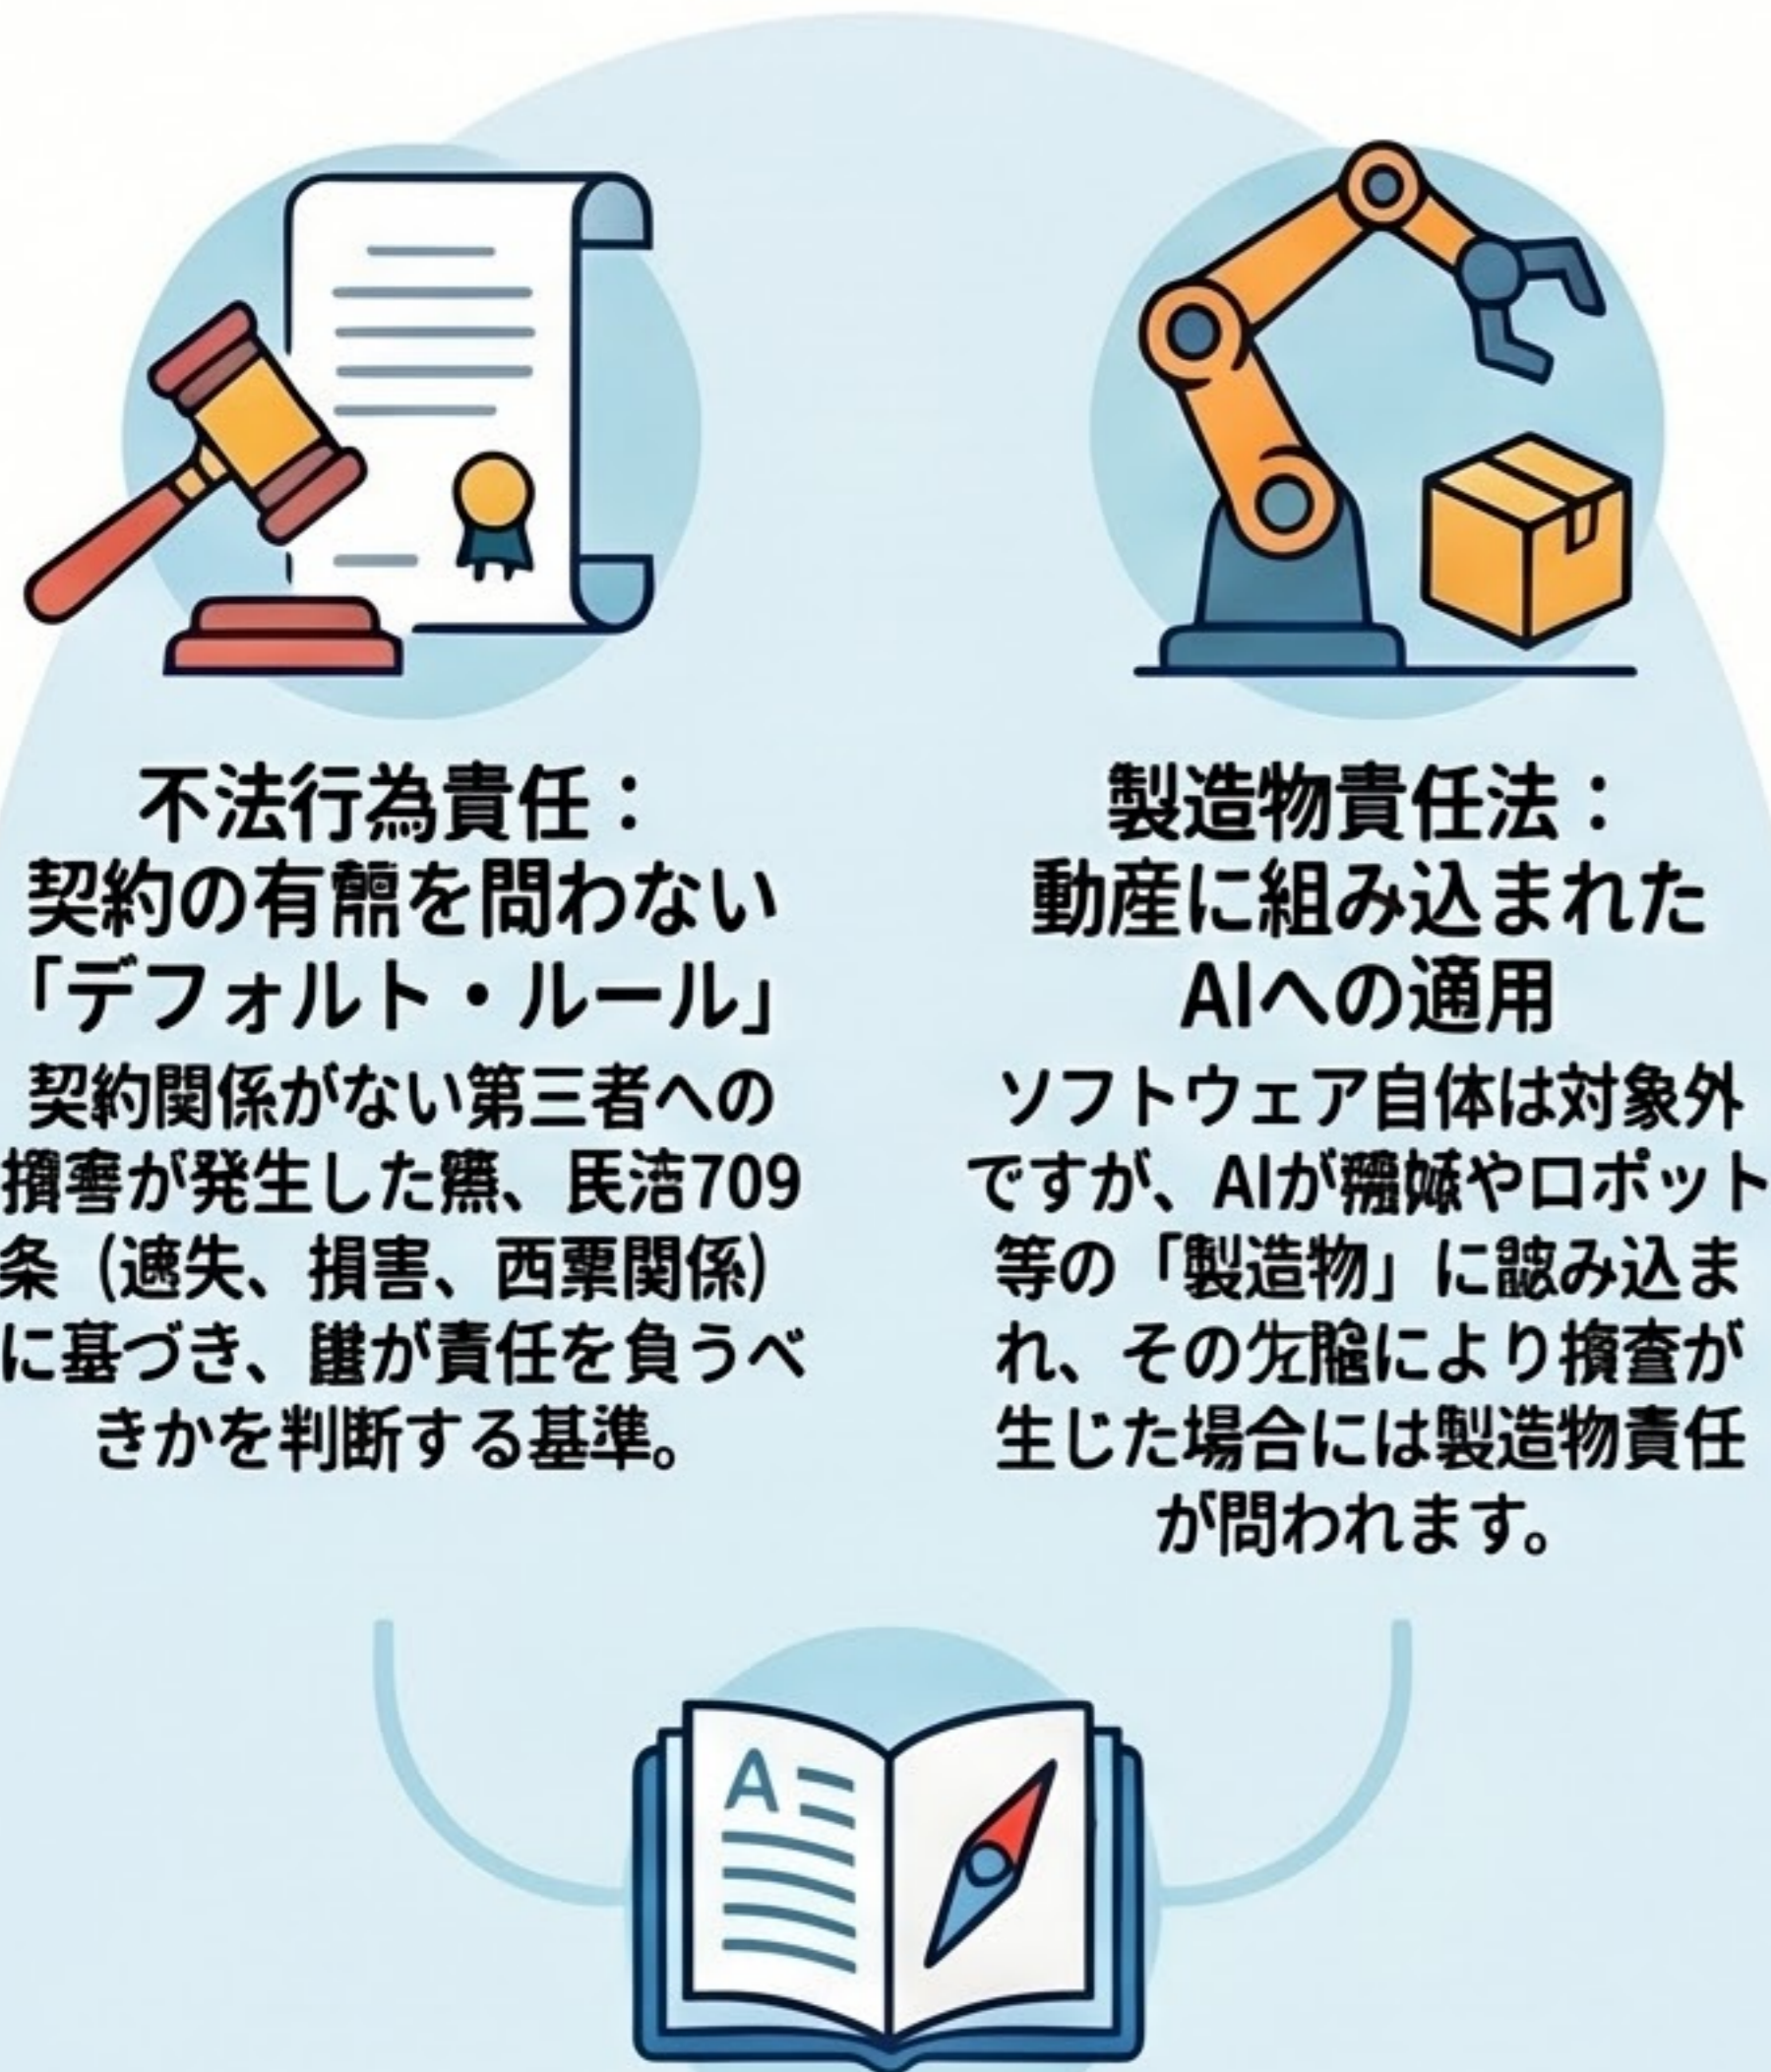 不法行為責任：
契約の有を問わない
「デフォルト・ルール」
契約関係がない第三者への
が発生した、民709
条（失、損害、西関係）
に基づき、が責任を負うべ
きかを判断する基準。
製造物責任法：
動産に組み込まれた
AIへの適用
ソフトウェア自体は対象外
ですが、AIがやロボット
等の「製造物」にみ込ま
れ、そのによりが
生じた場合には製造物責任
が問われます。
A